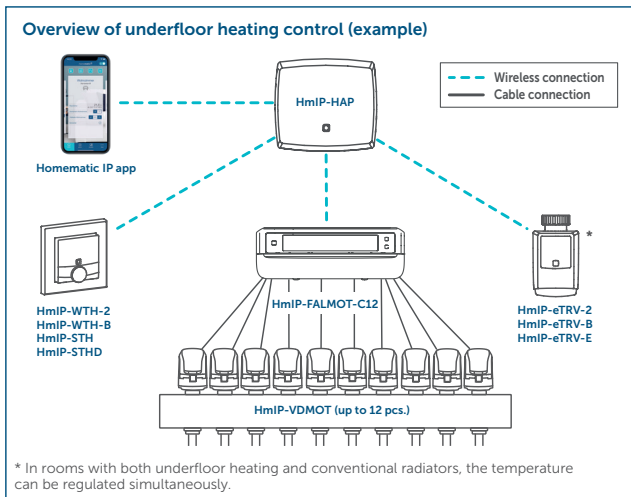 Overview of underfloor heating control (example)
HmIP-HAP
Wireless connection
Cable connection
Homematic IP app
*
HmIP-WTH-2
HmIP-WTH-B
HmIP-STH
HmIP-STHD
HmIP-FALMOT-C12
HmIP-eTRV-2
HmIP-eTRV-B
HmIP-eTRV-E
HmIP-VDMOT (up to 12 pcs.)
* In rooms with both underfloor heating and conventional radiators, the temperature
can be regulated simultaneously.